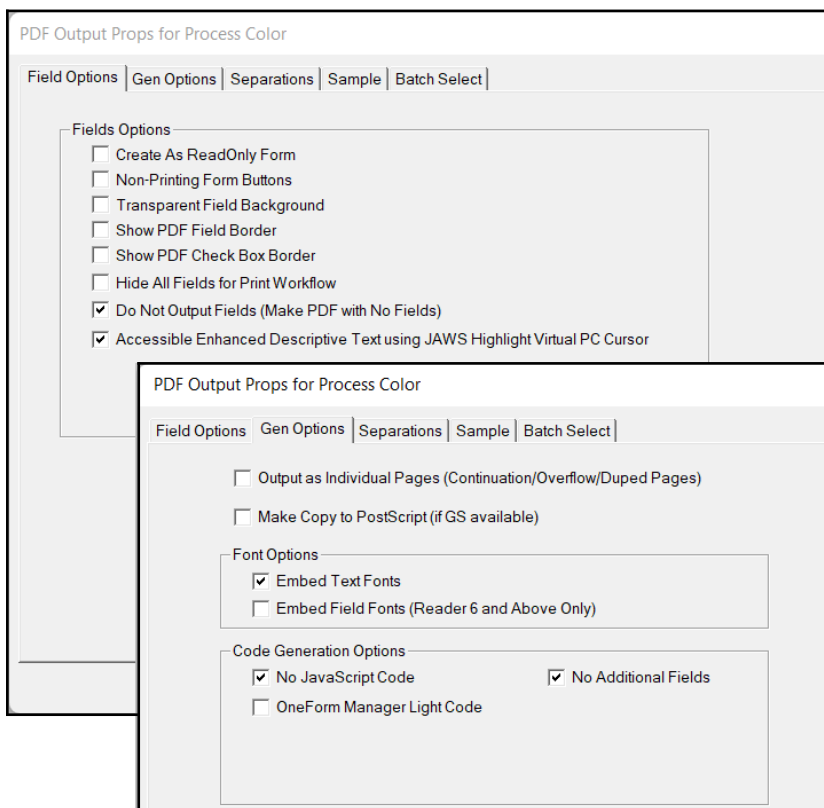 PDF Output Props for Process Color
Field Options Gen Options Separations Sample Batch Select
Fields Options
Create As ReadOnly Form
Non-Printing Form Buttons
Transparent Field Background
Show PDF Field Border
Show PDF Check Box Border
Hide All Fields for Print Workflow
Do Not Output Fields (Make PDF with No Fields)
Accessible Enhanced Descriptive Text using JAWS Highlight Virtual PC Cursor
PDF Output Props for Process Color
Field Options Gen Options Separations Sample Batch Select
Output as Individual Pages (Continuation/Overflow/Duped Pages)
Make Copy to PostScript (if GS available)
Font Options
Embed Text Fonts
Embed Field Fonts (Reader 6 and Above Only)
Code Generation Options
No JavaScript Code No Additional Fields
OneForm Manager Light Code